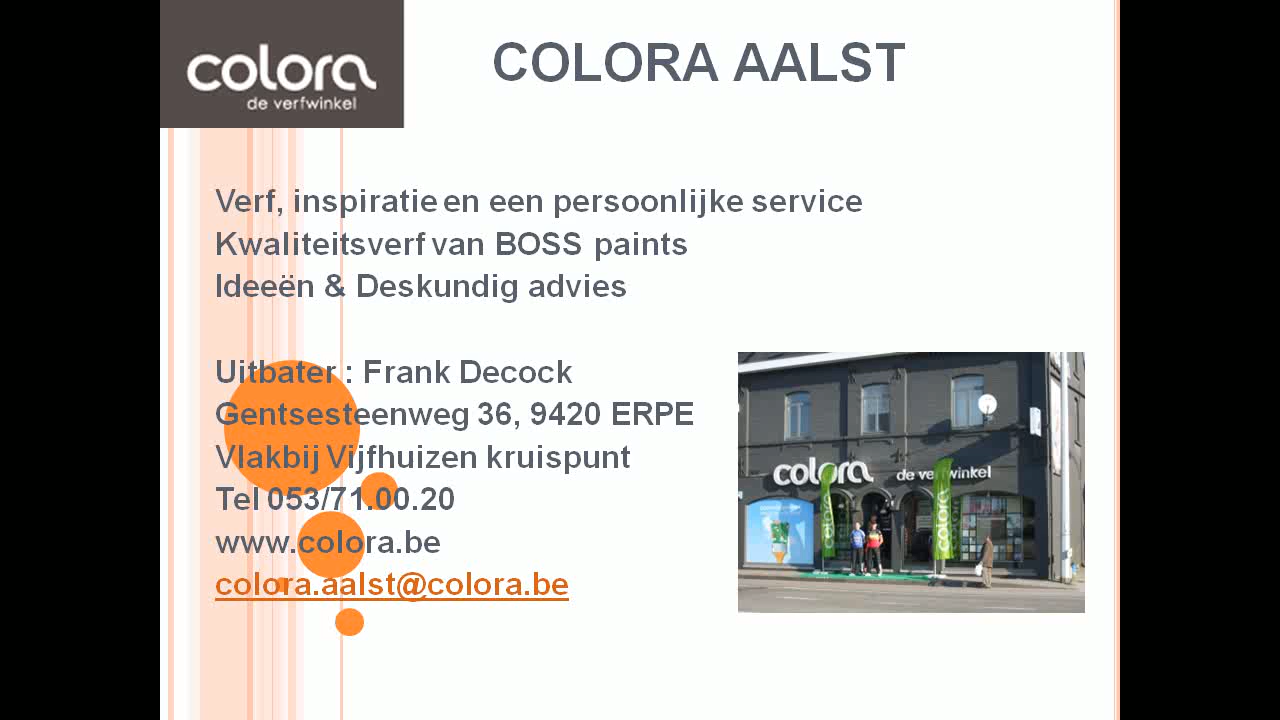 colora
de verfwinkel
COLORA AALST
Verf, inspiratie en een persoonlijke service
Kwaliteitsverf van BOSS paints
Ideeën & Deskundig advies
Uitbater : Frank Decock
Gentsesteenweg 36, 9420 ERPE
Vlakbij Vijfhuizen kruispunt
Tel 053/71.00.20
www.colora.be
colora.aalst@colora.be
colora de verfwinkel
colora
colora